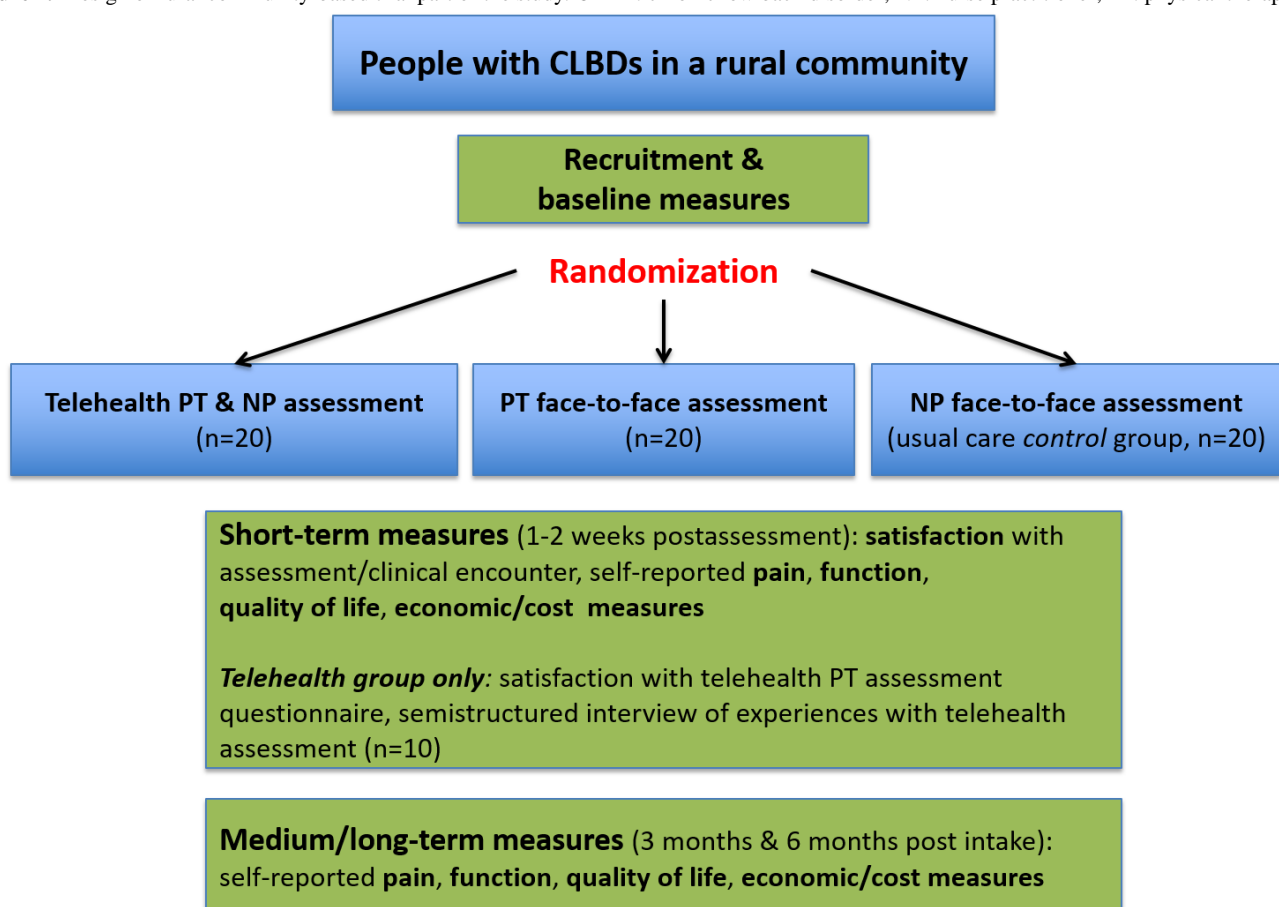 People with CLBDs in a rural community
Recruitment &
baseline measures
Randomization
Telehealth PT & NP assessment
(n=20)
PT face-to-face assessment
(n=20)
NP face-to-face assessment
(usual care control group, n=20)
Short-term measures (1-2 weeks postassessment): satisfaction with
assessment/clinical encounter, self-reported pain, function,
quality of life, economic/cost measures
Telehealth group only: satisfaction with telehealth PT assessment
questionnaire, semistructured interview of experiences with telehealth
assessment (n=10)
Medium/long-term measures (3 months & 6 months post intake):
self-reported pain, function, quality of life, economic/cost measures